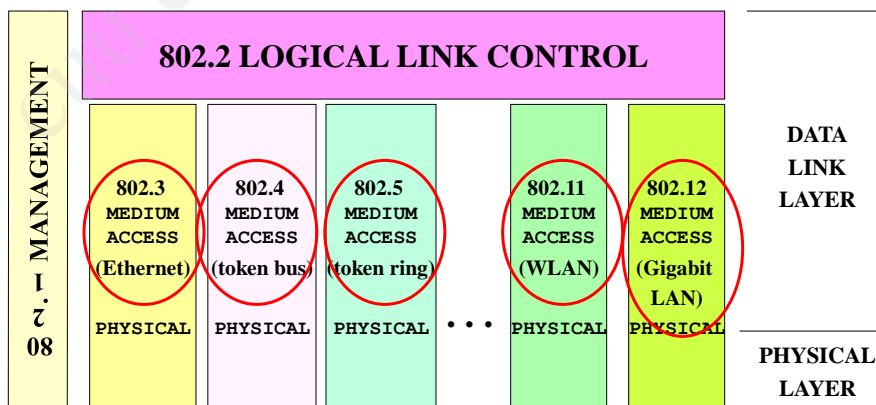 802.1 MANAGEMENT
802.2 LOGICAL LINK CONTROL
802.3
MEDIUM
ACCESS
(Ethernet)
PHYSICAL
802.4
MEDIUM
ACCESS
(token bus)
PHYSICAL
802.5
MEDIUM
ACCESS
(token ring)
PHYSICAL
• • •
802.11
MEDIUM
ACCESS
(WLAN)
PHYSICAL
802.12
MEDIUM
ACCESS
(Gigabit
LAN)
PHYSICAL
DATA
LINK
LAYER
PHYSICAL
LAYER